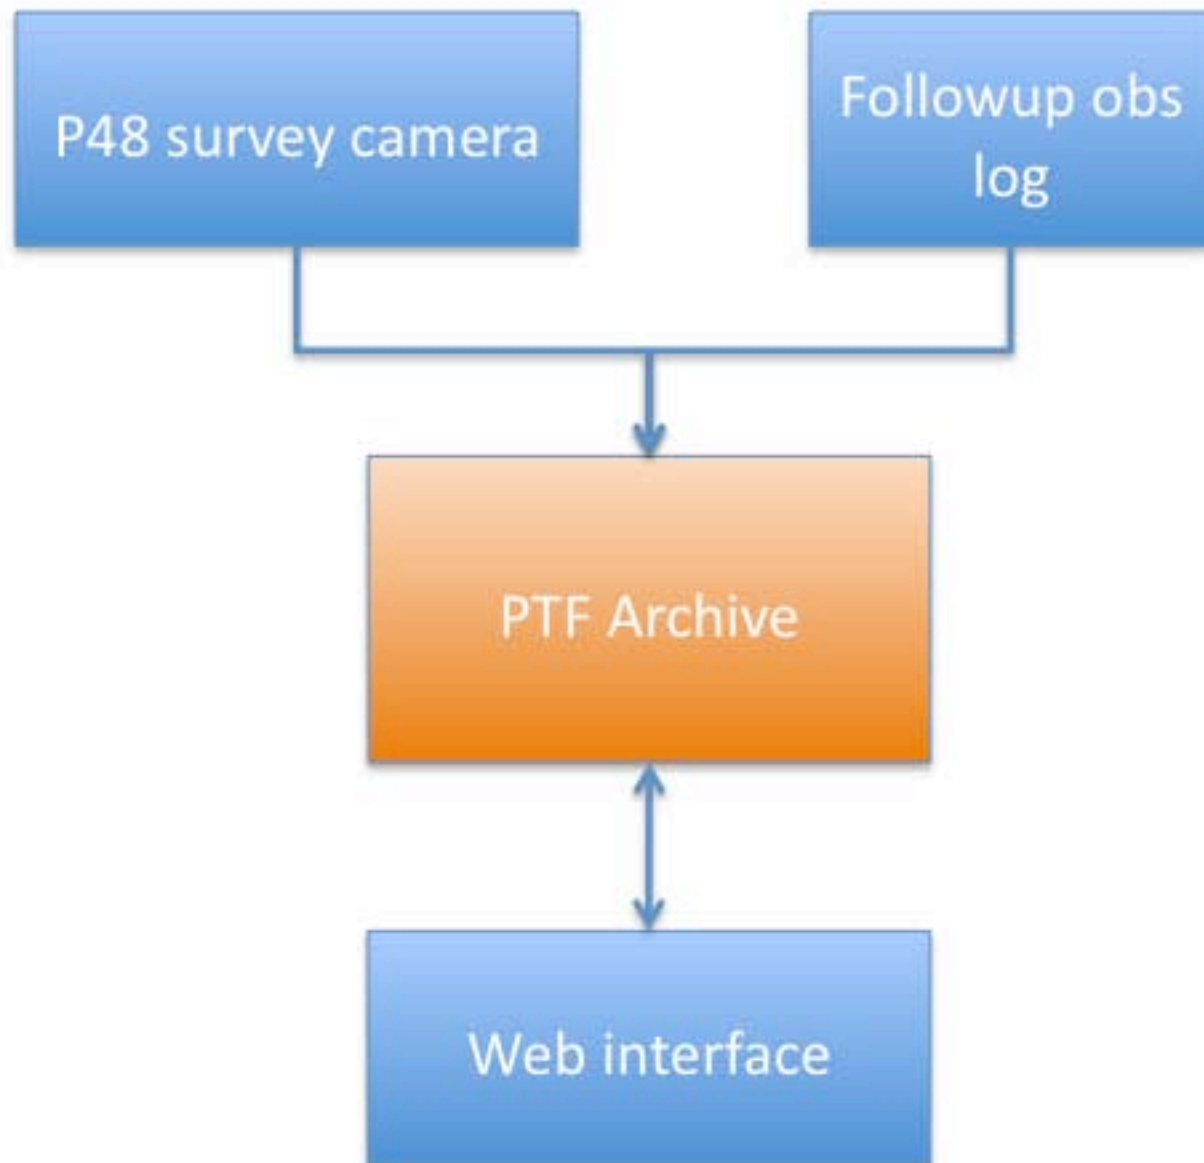 P48 survey camera
Followup obs
log
PTF Archive
Web interface